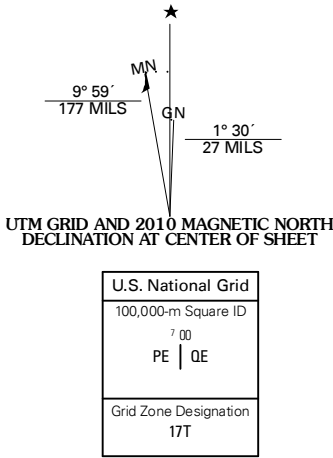 ★
MN
GN
9° 59´
177 MILS
1° 30´
27 MILS
UTM GRID AND 2010 MAGNETIC NORTH
DECLINATION AT CENTER OF SHEET
U.S. National Grid
100,000-m Square ID
7 00
PE | QE
Grid Zone Designation
17T